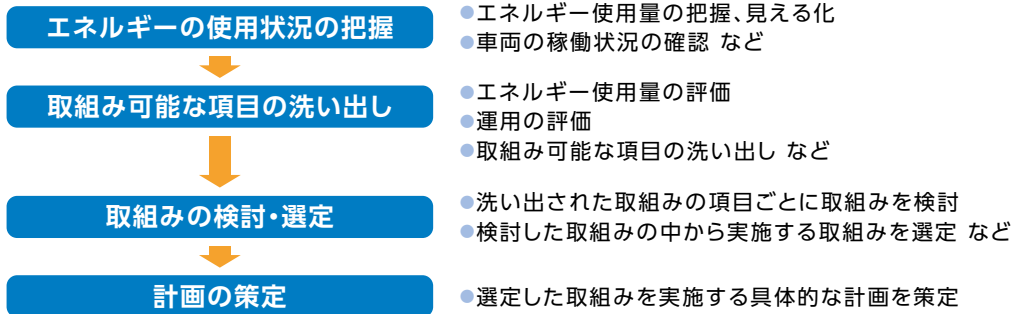 エネルギーの使用状況の把握
●エネルギー使用量の把握、見える化
●車両の稼働状況の確認 など
取組み可能な項目の洗い出し
●エネルギー使用量の評価
●運用の評価
●取組み可能な項目の洗い出し など
取組みの検討・選定
●洗い出された取組みの項目ごとに取組みを検討
●検討した取組みの中から実施する取組みを選定 など
計画の策定
●選定した取組みを実施する具体的な計画を策定